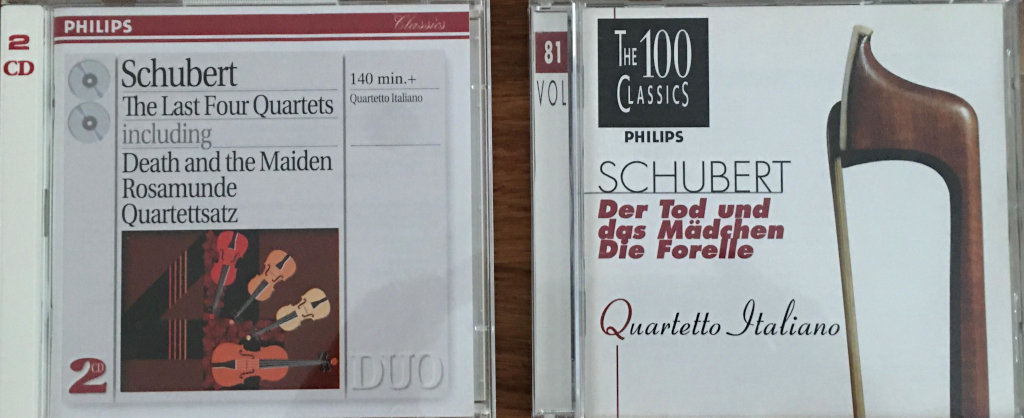 2
CD
PHILIPS
Classics
Schubert
The Last Four Quartets
including
Death and the Maiden
Rosamunde
Quartettsatz
140 min.+
Quartetto Italiano
2CD
DUO
81
VOL
THE 100
CLASSICS
PHILIPS
SCHUBERT
Der Tod und
das Mädchen
Die Forelle
Quartetto Italiano